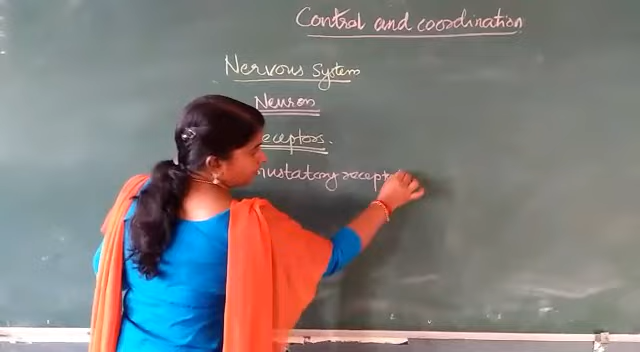 Control and coordination
Nervous System
Neuron
eceptors.
ustatory recept